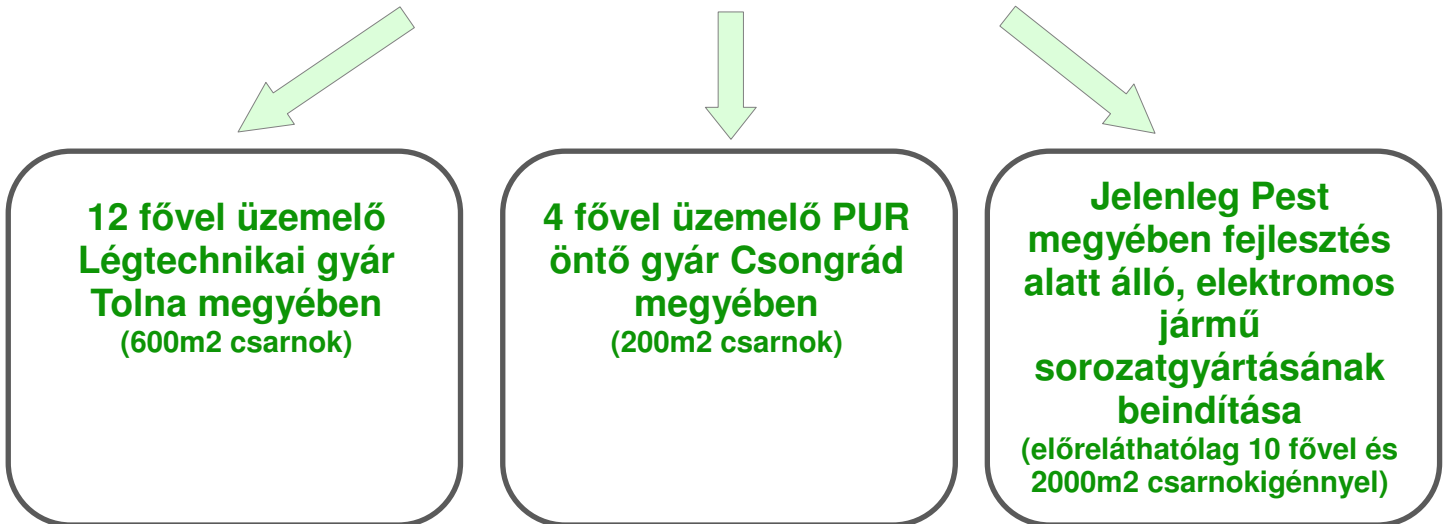 12 fővel üzemelő
Légtechnikai gyár
Tolna megyében
(600m2 csarnok)
4 fővel üzemelő PUR
öntő gyár Csongrád
megyében
(200m2 csarnok)
Jelenleg Pest
megyében fejlesztés
alatt álló, elektromos
jármű
sorozatgyártásának
beindítása
(előreláthatólag 10 fővel és
2000m2 csarnokigénnyel)